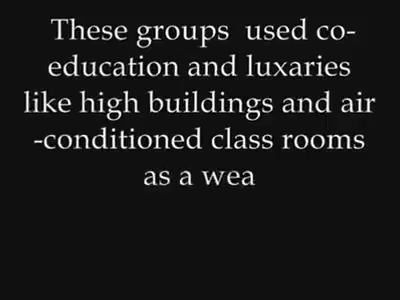 These groups  used co-
education and luxaries
like high buildings and air
-conditioned class rooms
as a wea